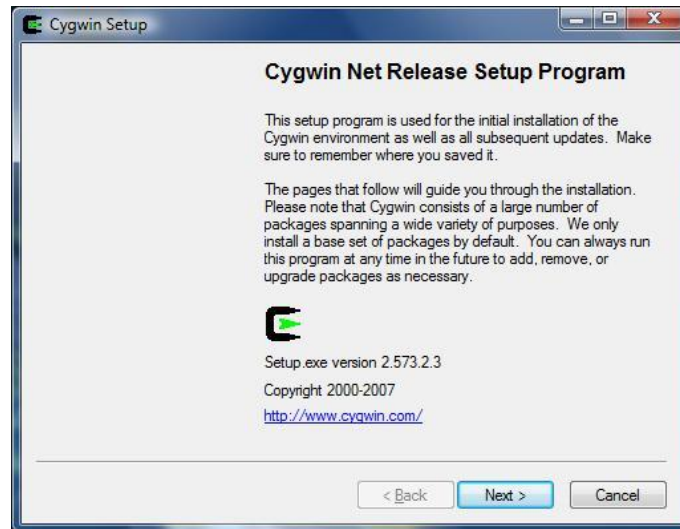 Cygwin Setup
Cygwin Net Release Setup Program
This setup program is used for the initial installation of the
Cygwin environment as well as all subsequent updates. Make
sure to remember where you saved it.
The pages that follow will guide you through the installation.
Please note that Cygwin consists of a large number of
packages spanning a wide variety of purposes. We only
install a base set of packages by default. You can always run
this program at any time in the future to add, remove, or
upgrade packages as necessary.
Setup.exe version 2.573.2.3
Copyright 2000-2007
http://www.cygwin.com/
< Back Next > Cancel